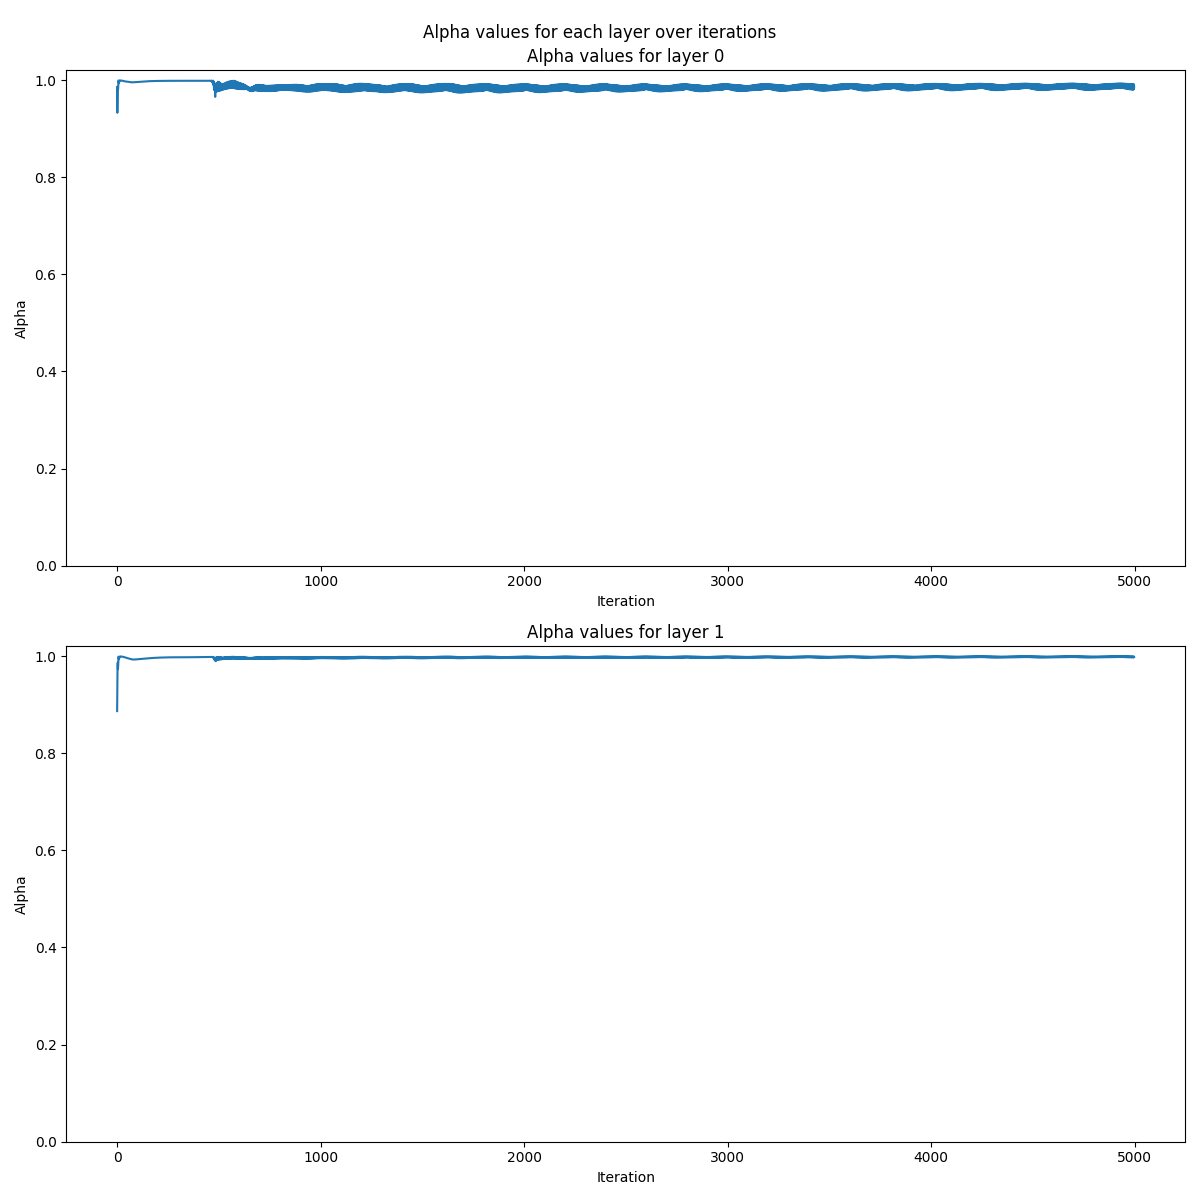 Alpha values for each layer over iterations
Alpha values for layer 0
1.0
0.8
0.6
0.4
0.2
0.0
Alpha
0 1000 2000 3000 4000 5000
Iteration
Alpha values for layer 1
1.0
0.8
0.6
0.4
0.2
0.0
Alpha
0 1000 2000 3000 4000 5000
Iteration